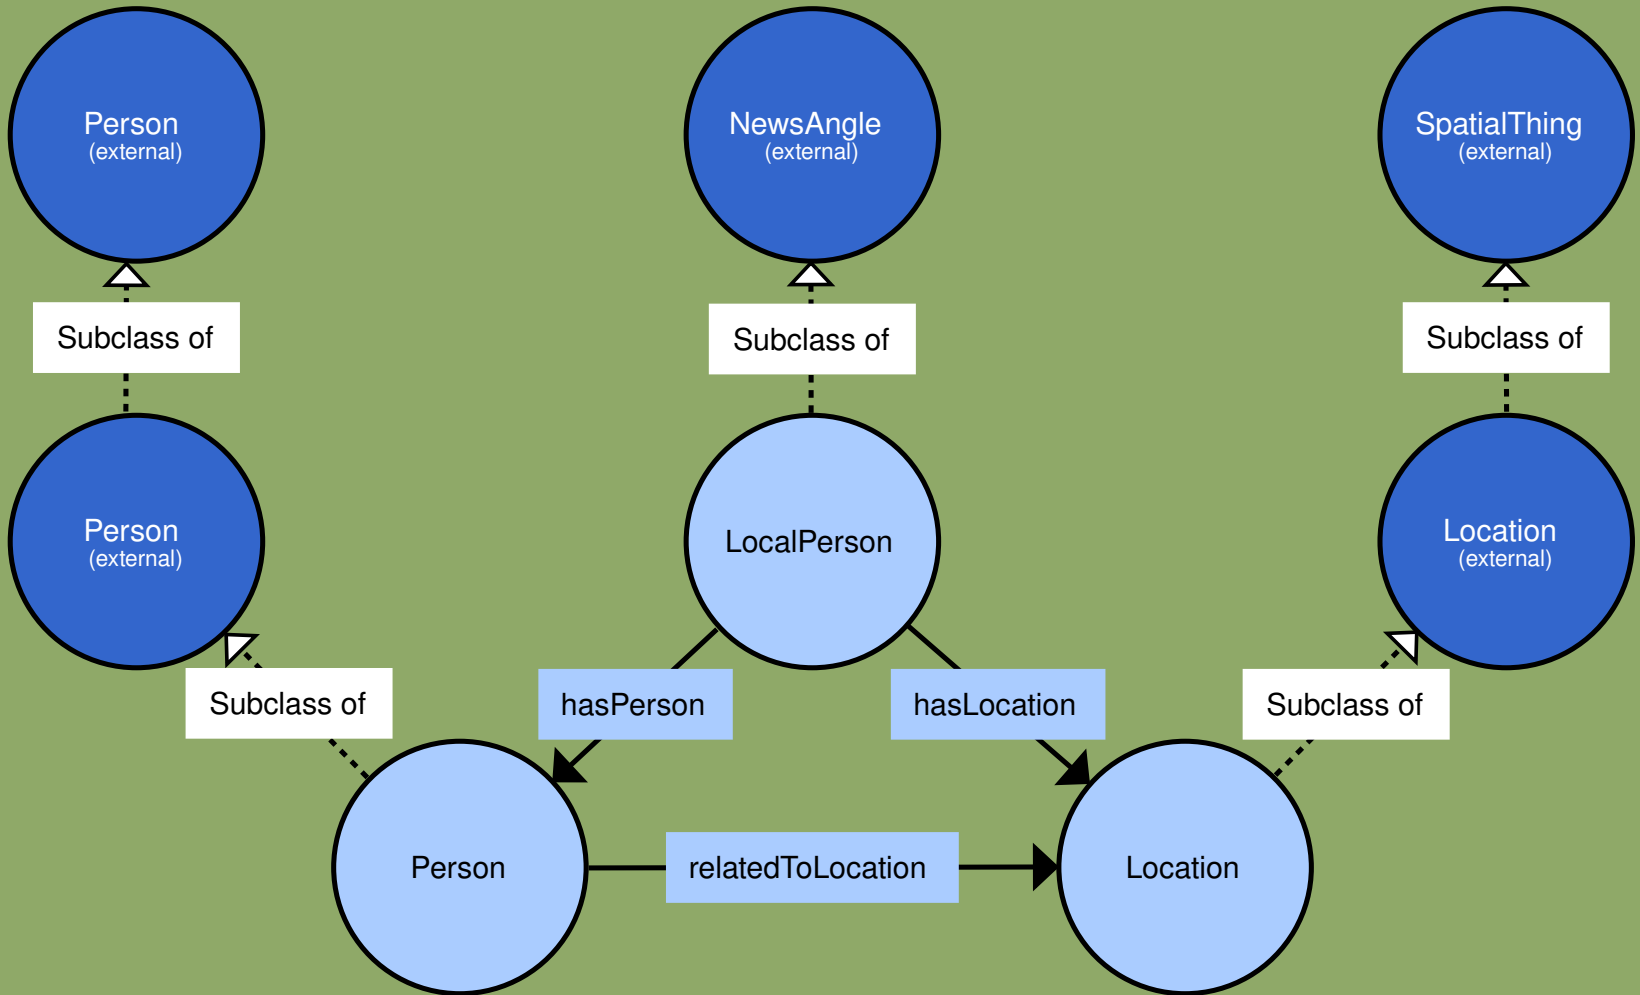 Person
(external)
NewsAngle
(external)
SpatialThing
(external)
Subclass of
Subclass of
Subclass of
Person
(external)
LocalPerson
Location
(external)
Subclass of
hasPerson
hasLocation
Subclass of
Person
relatedToLocation
Location